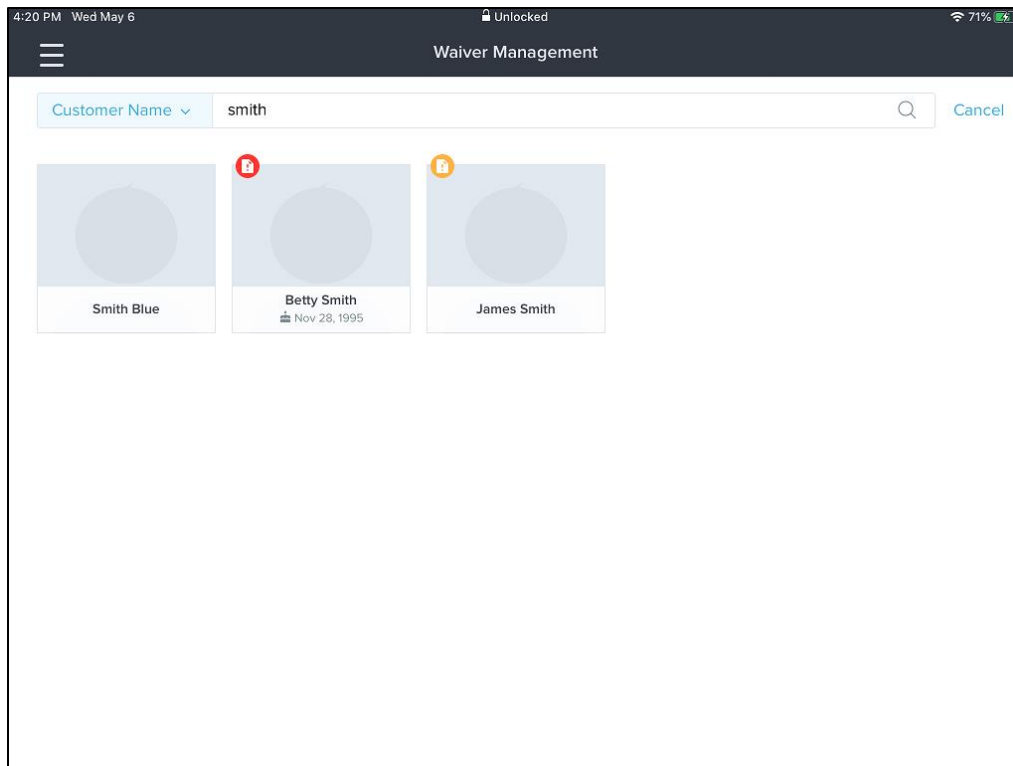 4:20 PM Wed May 6 Unlocked 71%
Waiver Management
Customer Name smith Cancel
Smith Blue
Betty Smith
Nov 28, 1995
James Smith